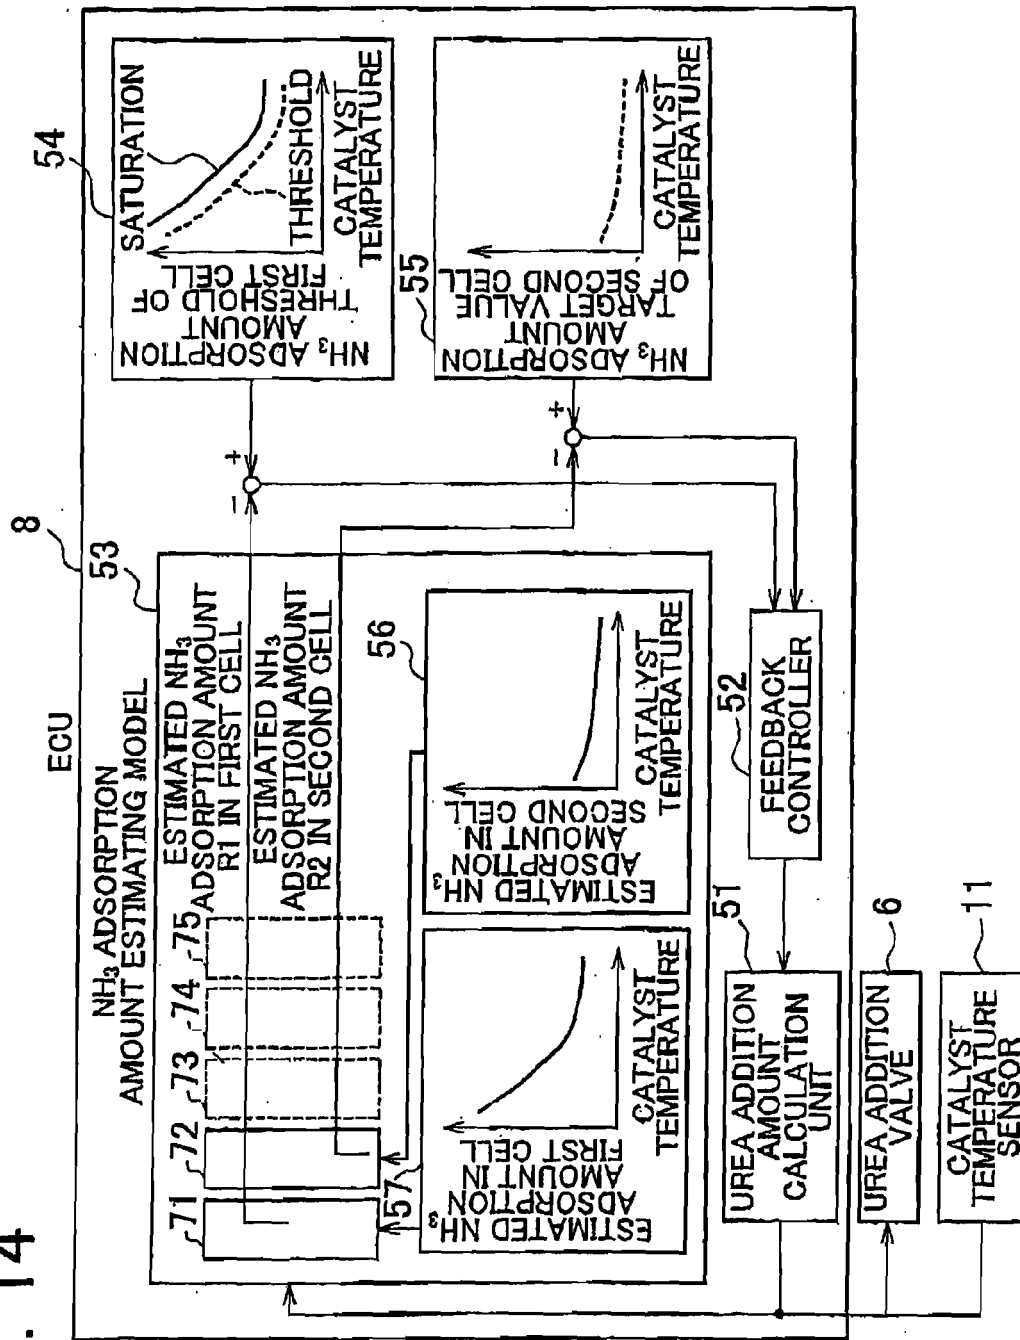 . 14
ECU
8
NH₃ ADSORPTION
AMOUNT ESTIMATING MODEL
53
71
72
73
74
75
ESTIMATED NH₃
ADSORPTION AMOUNT
R1 IN FIRST CELL
ESTIMATED NH₃
ADSORPTION AMOUNT
R2 IN SECOND CELL
57
ESTIMATED NH₃
ADSORPTION
AMOUNT IN
FIRST CELL
CATALYST
TEMPERATURE
56
ESTIMATED NH₃
ADSORPTION
AMOUNT IN
SECOND CELL
CATALYST
TEMPERATURE
54
NH₃ ADSORPTION
AMOUNT
THRESHOLD OF
FIRST CELL
SATURATION
THRESHOLD
CATALYST
TEMPERATURE
+
−
55
NH₃ ADSORPTION
AMOUNT
TARGET VALUE
OF SECOND CELL
CATALYST
TEMPERATURE
+
−
52
FEEDBACK
CONTROLLER
51
UREA ADDITION
AMOUNT
CALCULATION
UNIT
6
UREA ADDITION
VALVE
11
CATALYST
TEMPERATURE
SENSOR